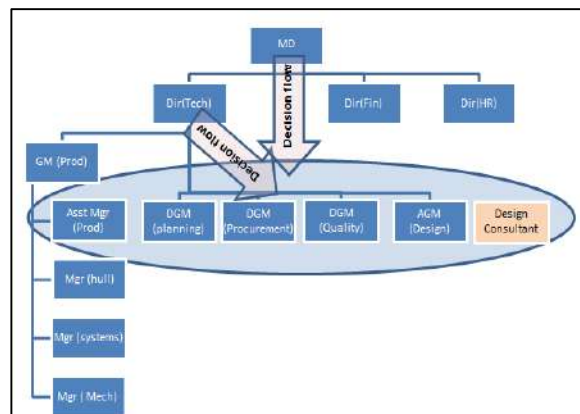 MD
Decision flow
Dir(Tech)
Dir(Fin)
Dir(HR)
Decision flow
GM (Prod)
Asst Mgr
(Prod)
DGM
(planning)
DGM
(Procurement)
DGM
(Quality)
AGM
(Design)
Design
Consultant
Mgr (hull)
Mgr (systems)
Mgr ( Mech)